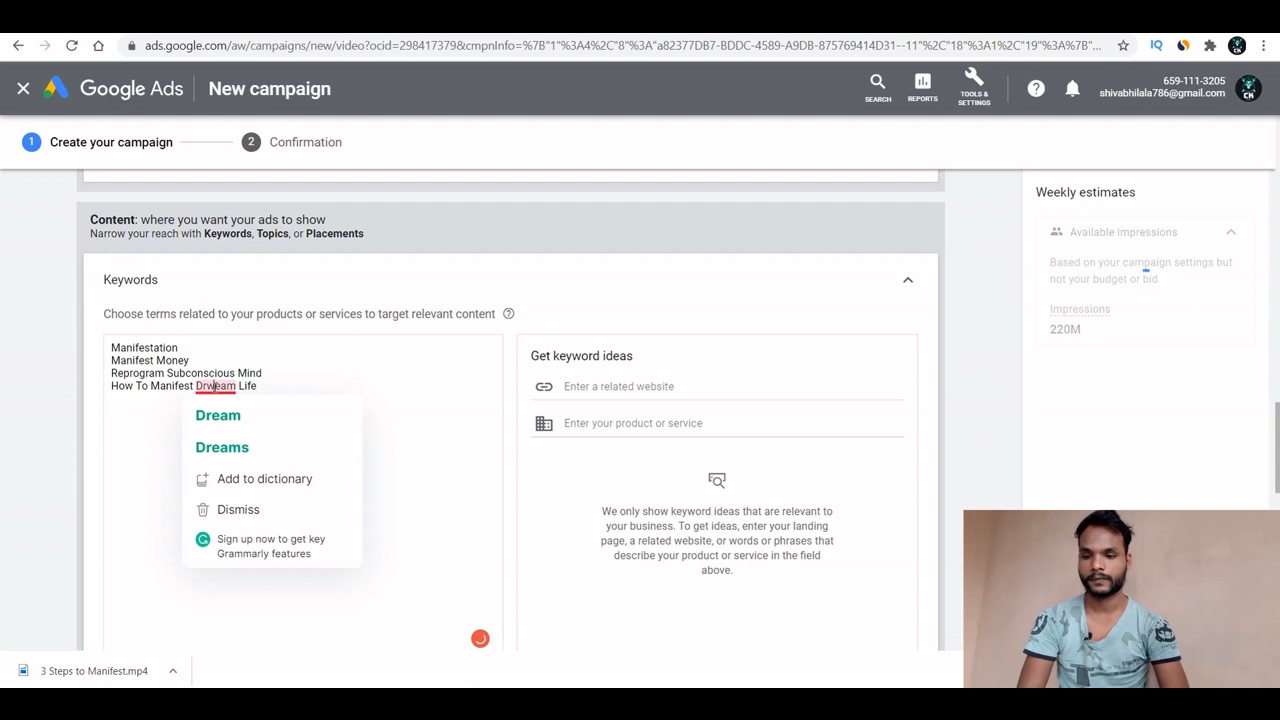 ads.google.com/aw/campaigns/new/video?ocid=298417379&cmpnInfo=%7B"1"%3A4%2C"8"%3A"a82377DB7-BDDC-4589-A9DB-875769414D31--11"%2C"18"%3A1%2C"19"%3A%7B"...
Google Ads
New campaign
SEARCH
REPORTS
TOOLS &
SETTINGS
659-111-3205
shivabhilala786@gmail.com
1 Create your campaign
2 Confirmation
Weekly estimates
Available impressions
Based on your campaign settings but
not your budget or bid
Impressions
220M
Content: where you want your ads to show
Narrow your reach with Keywords, Topics, or Placements
Keywords
Choose terms related to your products or services to target relevant content
Manifestation
Manifest Money
Reprogram Subconscious Mind
How To Manifest Drweam Life
Dream
Dreams
Add to dictionary
Dismiss
Sign up now to get key
Grammarly features
Get keyword ideas
Enter a related website
Enter your product or service
We only show keyword ideas that are relevant to
your business. To get ideas, enter your landing
page, a related website, or words or phrases that
describe your product or service in the field
above.
3 Steps to Manifest.mp4